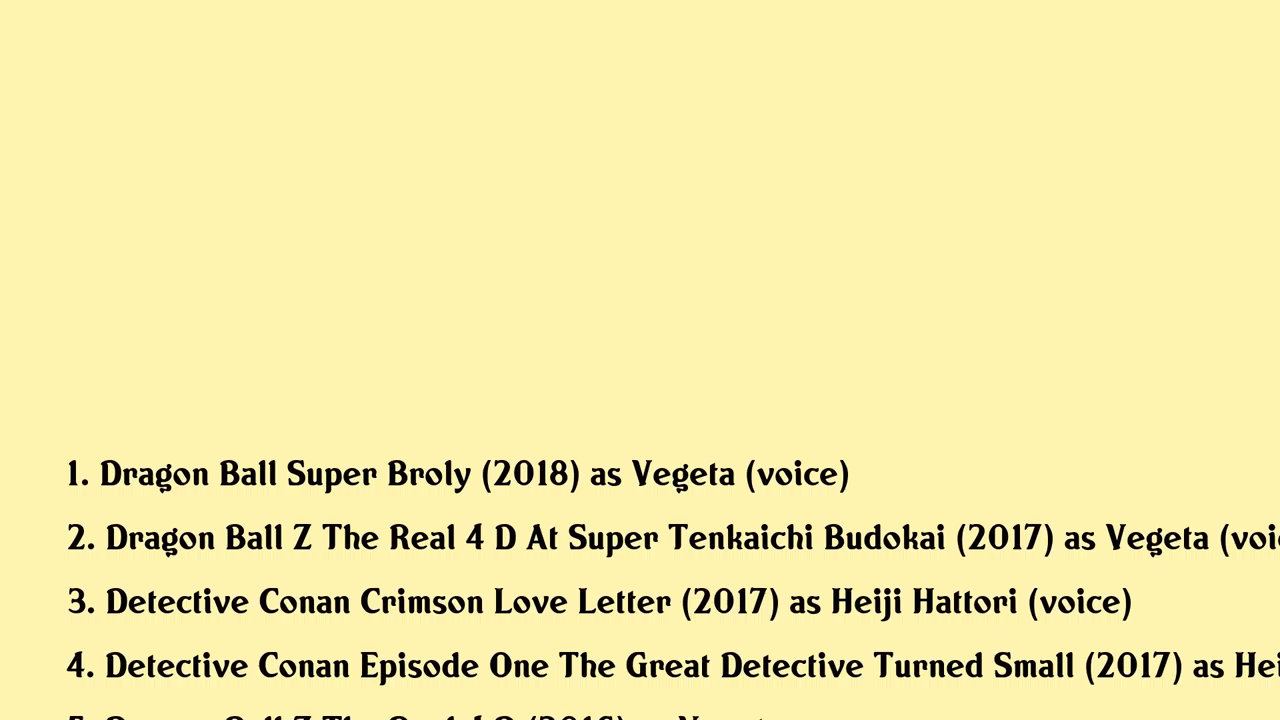 1. Dragon Ball Super Broly (2018) as Vegeta (voice)
2. Dragon Ball Z The Real 4 D At Super Tenkaichi Budokai (2017) as Vegeta (voi
3. Detective Conan Crimson Love Letter (2017) as Heiji Hattori (voice)
4. Detective Conan Episode One The Great Detective Turned Small (2017) as Hei